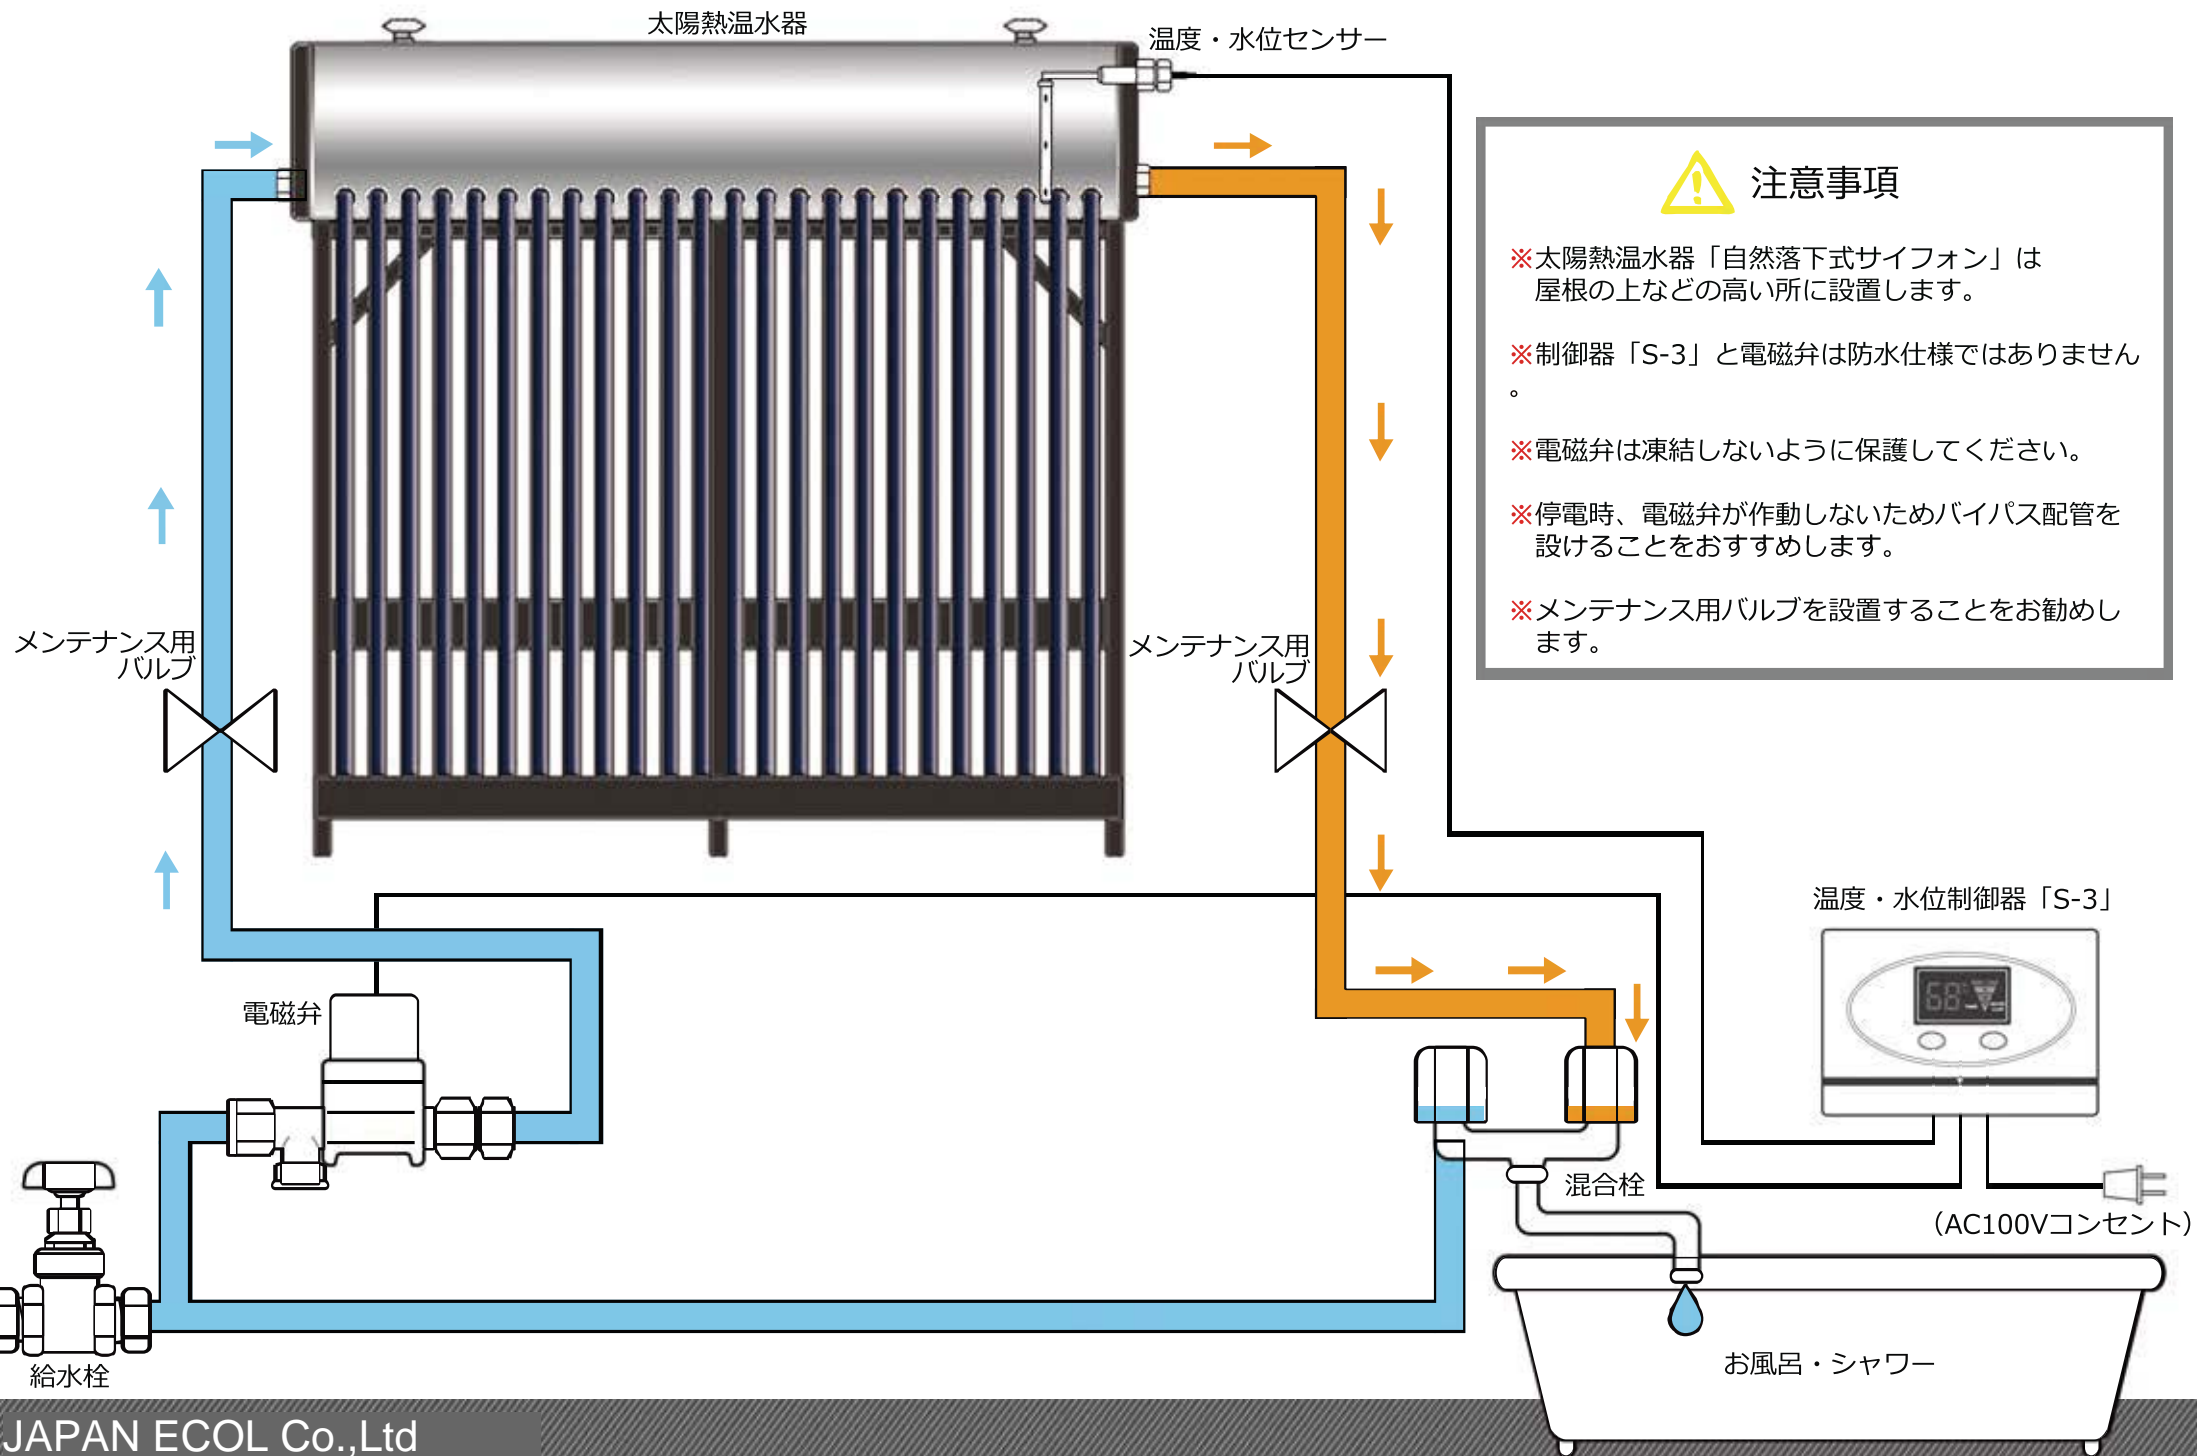 太陽熱温水器
温度・水位センサー
注意事項
※太陽熱温水器「自然落下式サイフォン」は
屋根の上などの高い所に設置します。
※制御器「S-3」と電磁弁は防水仕様ではありません
。
※電磁弁は凍結しないように保護してください。
※停電時、電磁弁が作動しないためバイパス配管を
設けることをおすすめします。
※メンテナンス用バルブを設置することをお勧めし
ます。
メンテナンス用
バルブ
メンテナンス用
バルブ
温度・水位制御器「S-3」
68
電磁弁
混合栓
（AC100Vコンセント）
お風呂・シャワー
給水栓
JAPAN ECOL Co.,Ltd